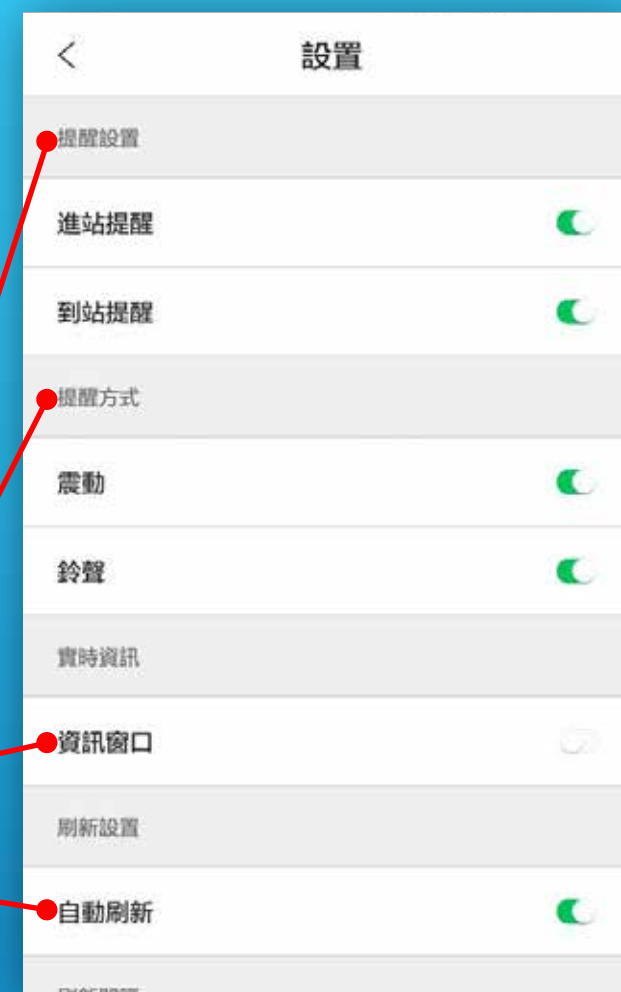 設置
提醒設置
進站提醒
到站提醒
提醒方式
震動
鈴聲
實時資訊
資訊窗口
刷新設置
自動刷新